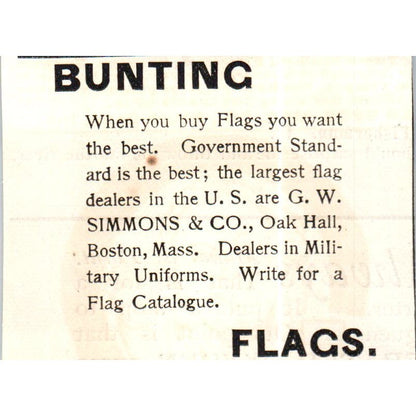 BUNTING
When you buy Flags you want
the best. Government Stand-
ard is the best; the largest flag
dealers in the U. S. are G. W.
SIMMONS & CO., Oak Hall,
Boston, Mass. Dealers in Mili-
tary Uniforms. Write for a
Flag Catalogue.
FLAGS.